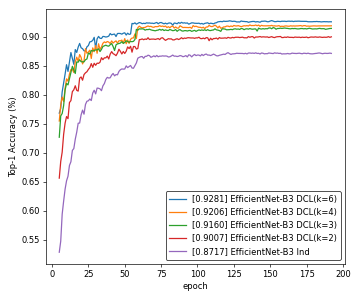 Top-1 Accuracy (%)
0.90
0.85
0.80
0.75
0.70
0.65
0.60
0.55
[0.9281] EfficientNet-B3 DCL(k=6)
[0.9206] EfficientNet-B3 DCL(k=4)
[0.9160] EfficientNet-B3 DCL(k=3)
[0.9007] EfficientNet-B3 DCL(k=2)
[0.8717] EfficientNet-B3 Ind
0 25 50 75 100 125 150 175 200
epoch